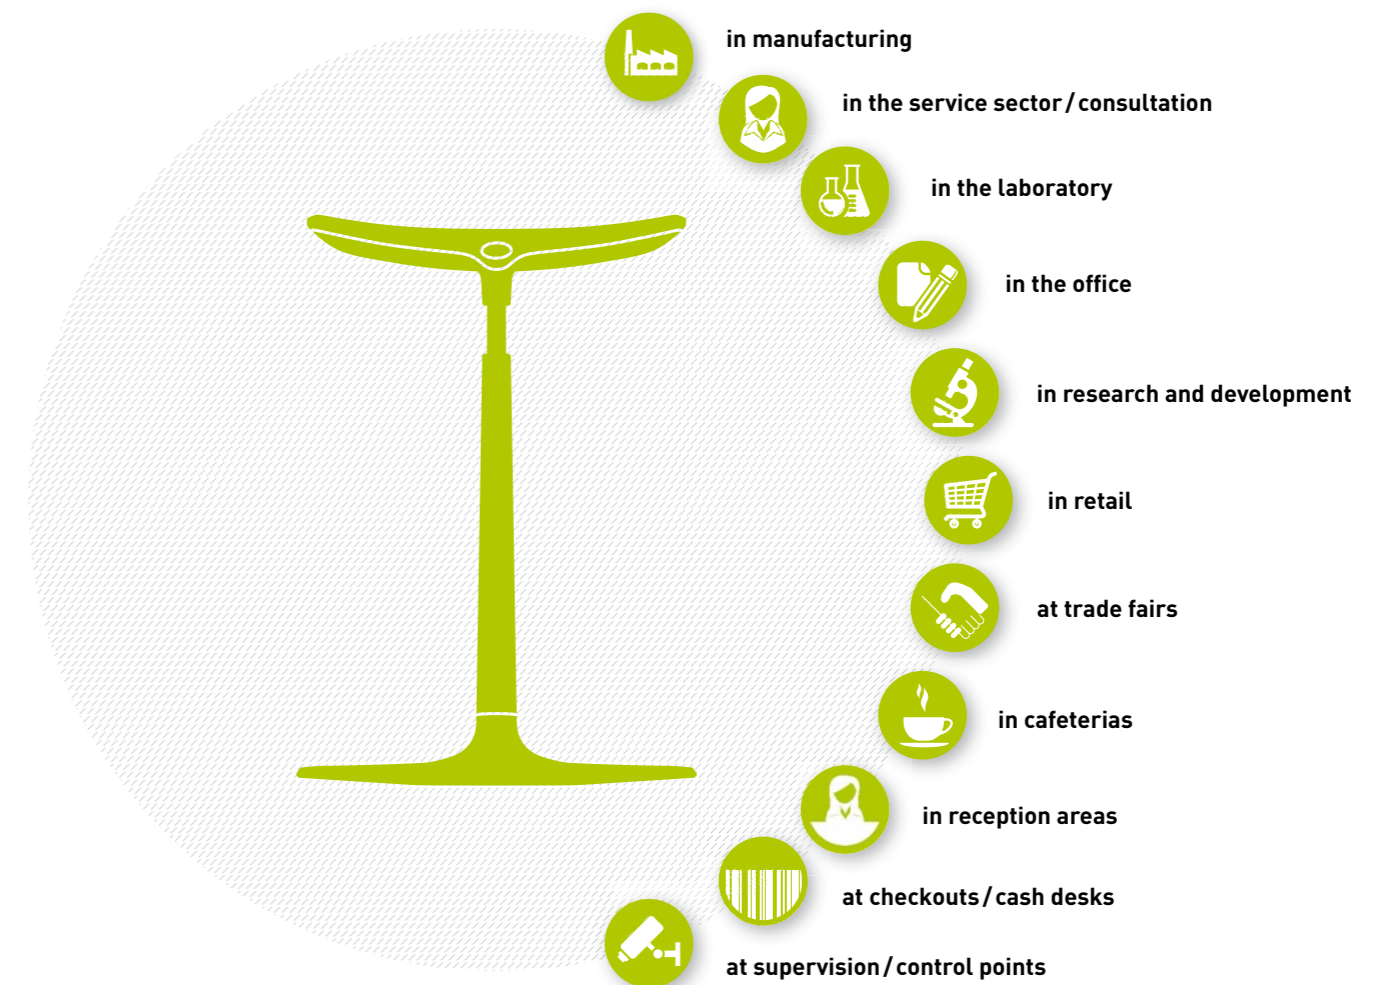 in manufacturing
in the service sector / consultation
in the laboratory
in the office
in research and development
in retail
at trade fairs
in cafeterias
in reception areas
at checkouts / cash desks
at supervision / control points